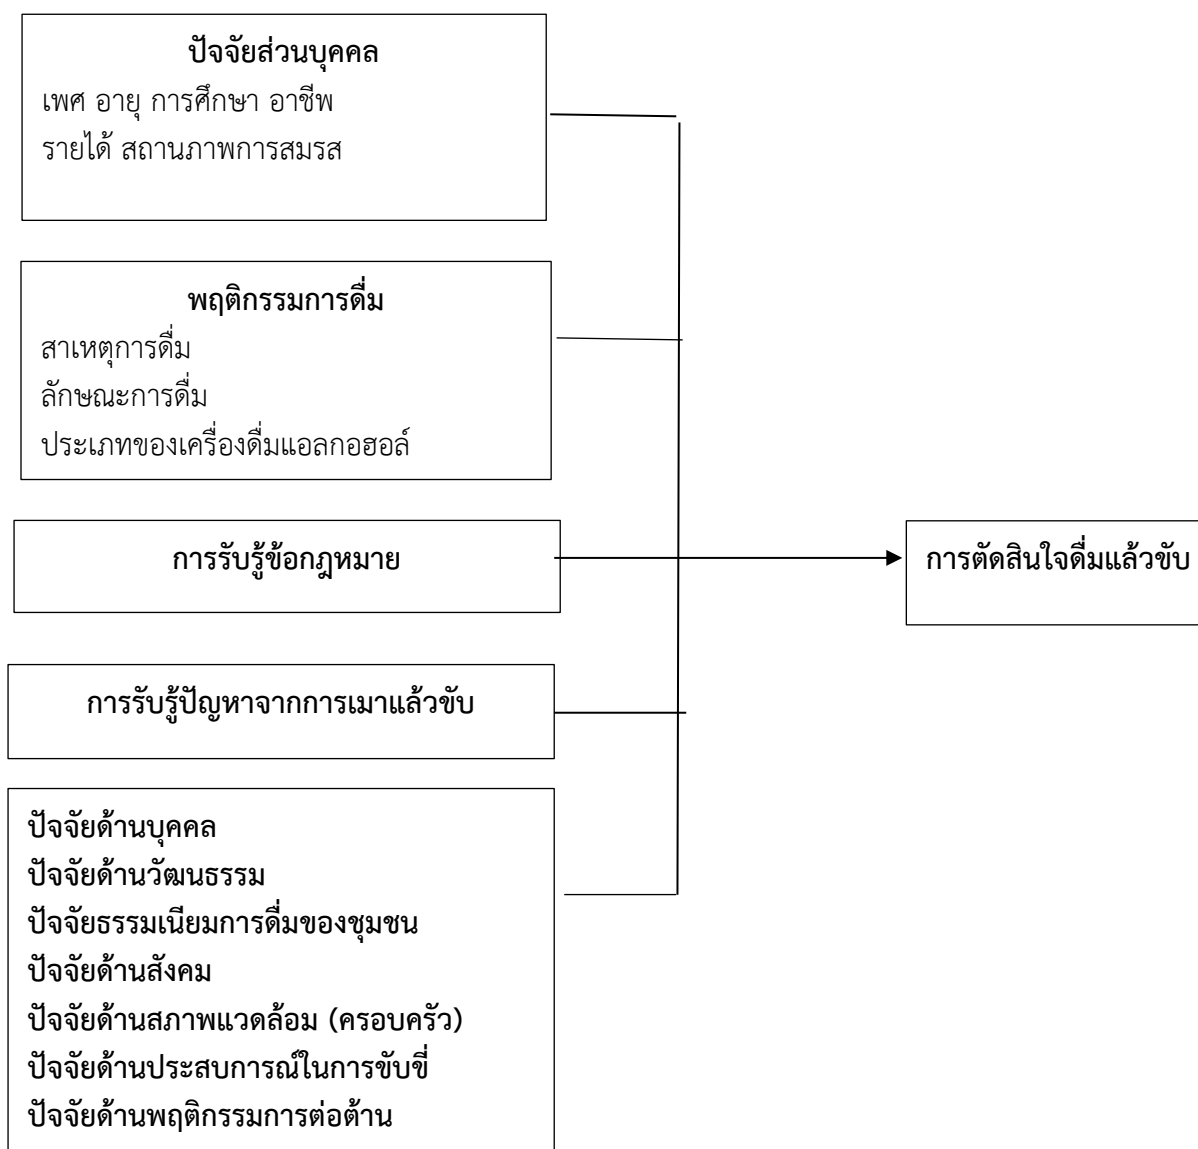 ปัจจัยส่วนบุคคล
เพศ อายุ การศึกษา อาชีพ
รายได้ สถานภาพการสมรส
พฤติกรรมการดื่ม
สาเหตุการดื่ม
ลักษณะการดื่ม
ประเภทของเครื่องดื่มแอลกอฮอล์
การรับรู้ข้อกฎหมาย
การตัดสินใจดื่มแล้วขับ
การรับรู้ปัญหาจากการเมาแล้วขับ
ปัจจัยด้านบุคคล
ปัจจัยด้านวัฒนธรรม
ปัจจัยธรรมเนียมการดื่มของชุมชน
ปัจจัยด้านสังคม
ปัจจัยด้านสภาพแวดล้อม (ครอบครัว)
ปัจจัยด้านประสบการณ์ในการขับขี่
ปัจจัยด้านพฤติกรรมการต่อต้าน